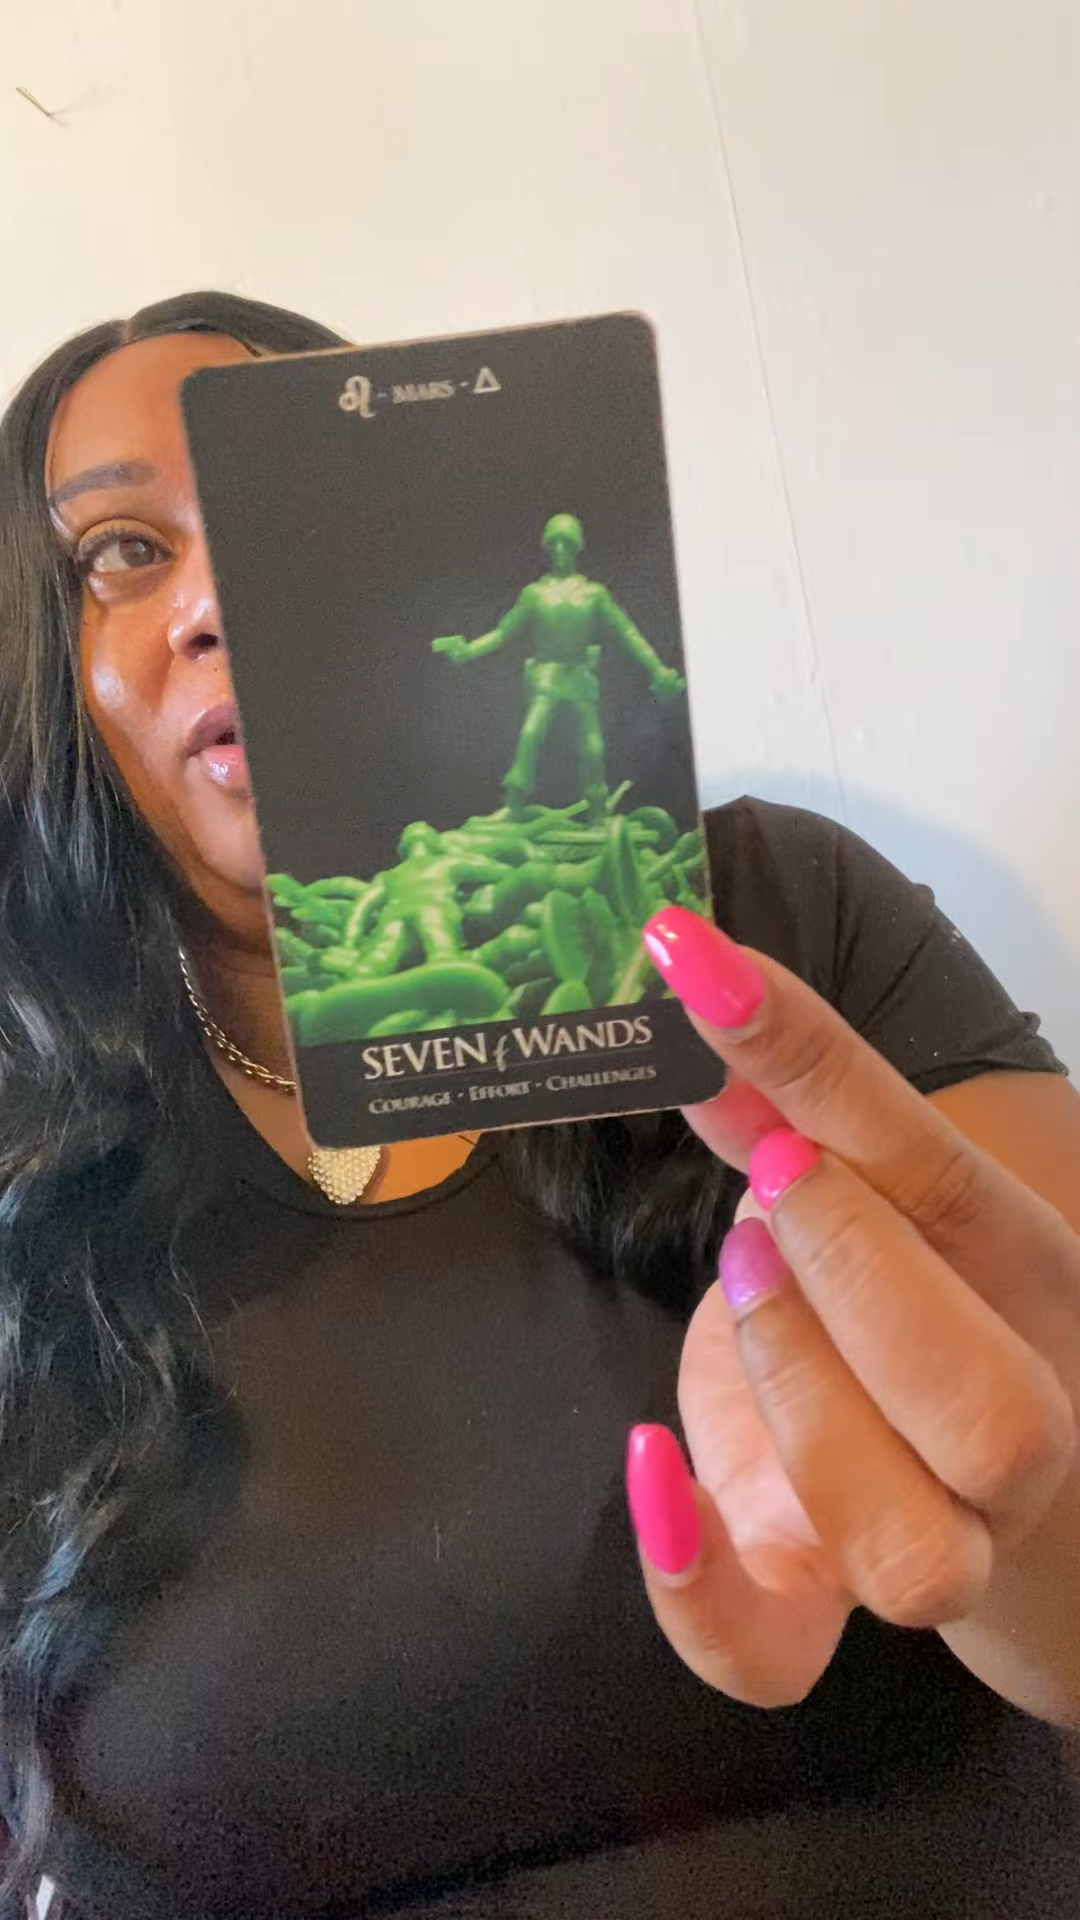 ♌ - MARS - △
SEVEN of WANDS
COURAGE • EFFORT • CHALLENGES